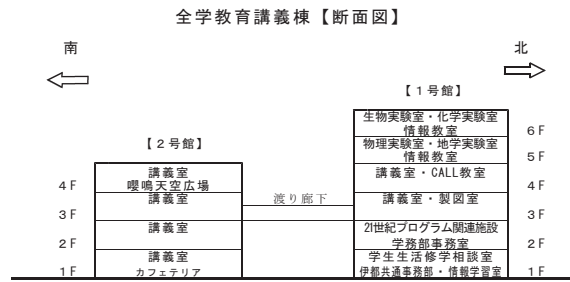 全学教育講義棟【断面図】
南
北
【1号館】
生物実験室・化学実験室
情報教室
6F
【2号館】
物理実験室・地学実験室
情報教室
5F
4F
講義室
嚶鳴天空広場
講義室・CALL教室
4F
3F
講義室
渡り廊下
講義室・製図室
3F
2F
講義室
21世紀プログラム関連施設
学務部事務室
2F
1F
講義室
カフェテリア
学生生活修学相談室
伊都共通事務部・情報学習室
1F